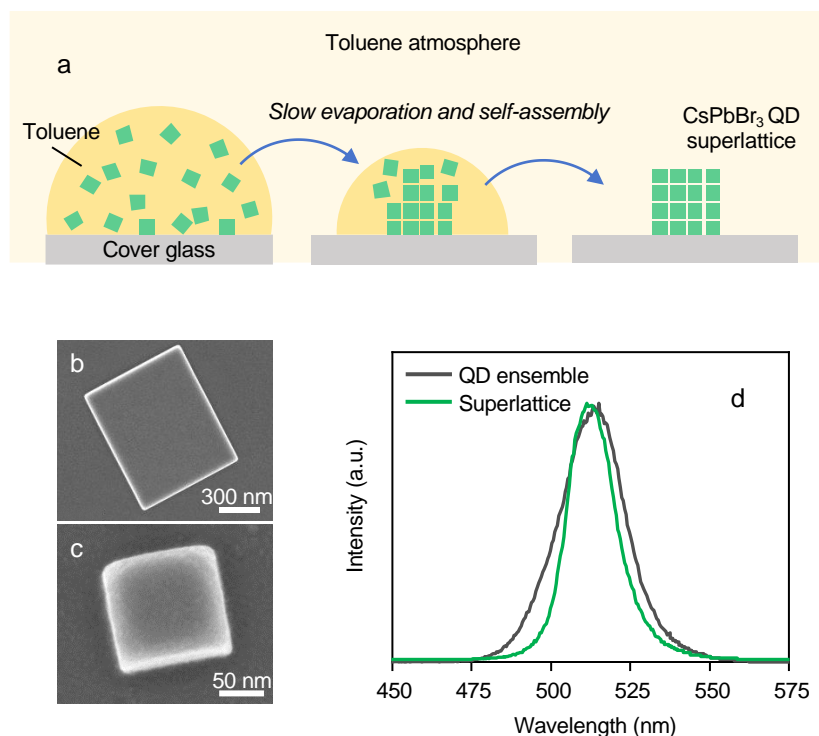 Toluene atmosphere
a
Slow evaporation and self-assembly
CsPbBr₃ QD
superlattice
Toluene
Cover glass
b
300 nm
c
50 nm
QD ensemble
Superlattice
d
Intensity (a.u.)
450 475 500 525 550 575
Wavelength (nm)